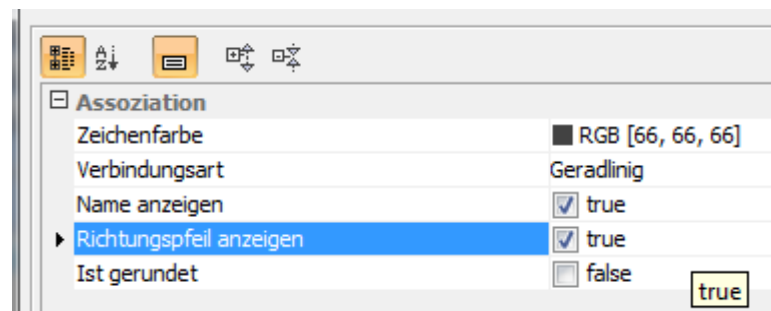 Assoziation
Zeichenfarbe RGB [66, 66, 66]
Verbindungsart Geradlinig
Name anzeigen true
Richtungspfeil anzeigen true
Ist gerundet false
true